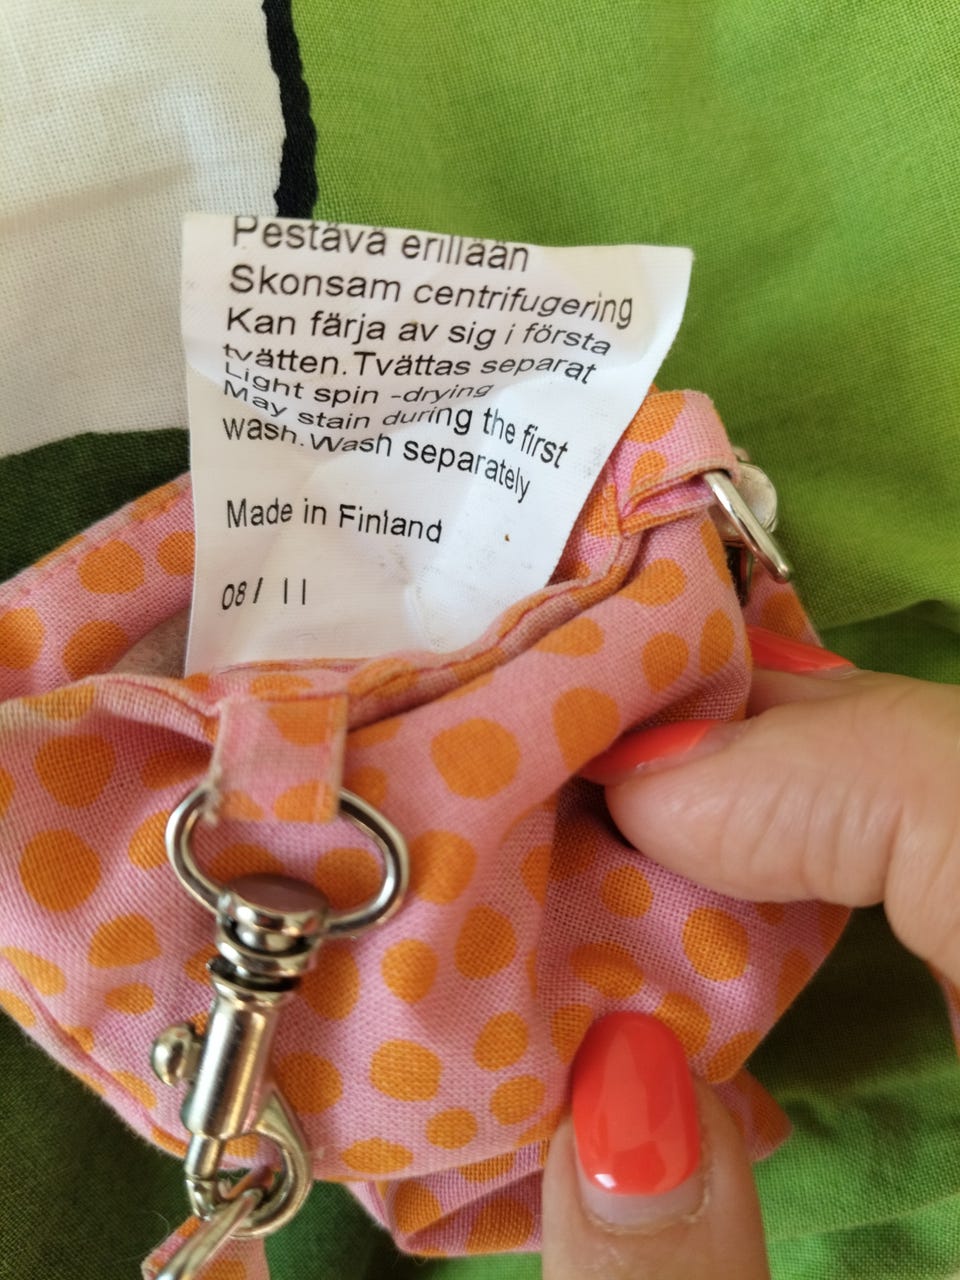 Pestävä erillään
Skonsam centrifugering
Kan färja av sig i första
tvätten.Tvättas separat
Light spin -drying
May stain during the first
wash.Wash separately
Made in Finland
08/ 11